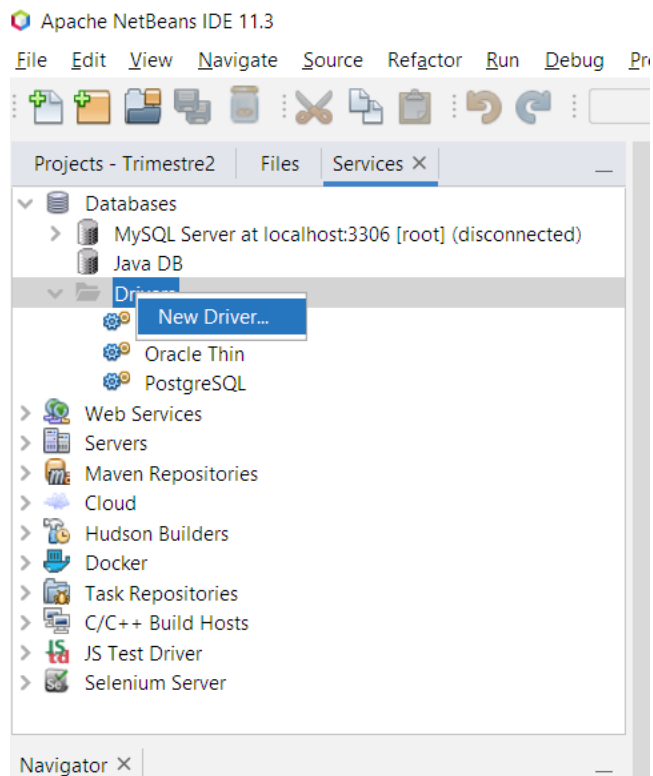 Apache NetBeans IDE 11.3
File Edit View Navigate Source Refactor Run Debug
Projects - Trimestre2 Files Services
Databases
MySQL Server at localhost:3306 [root] (disconnected)
Java DB
Drivers
New Driver...
Oracle Thin
PostgreSQL
Web Services
Servers
Maven Repositories
Cloud
Hudson Builders
Docker
Task Repositories
C/C++ Build Hosts
JS Test Driver
Selenium Server
Navigator